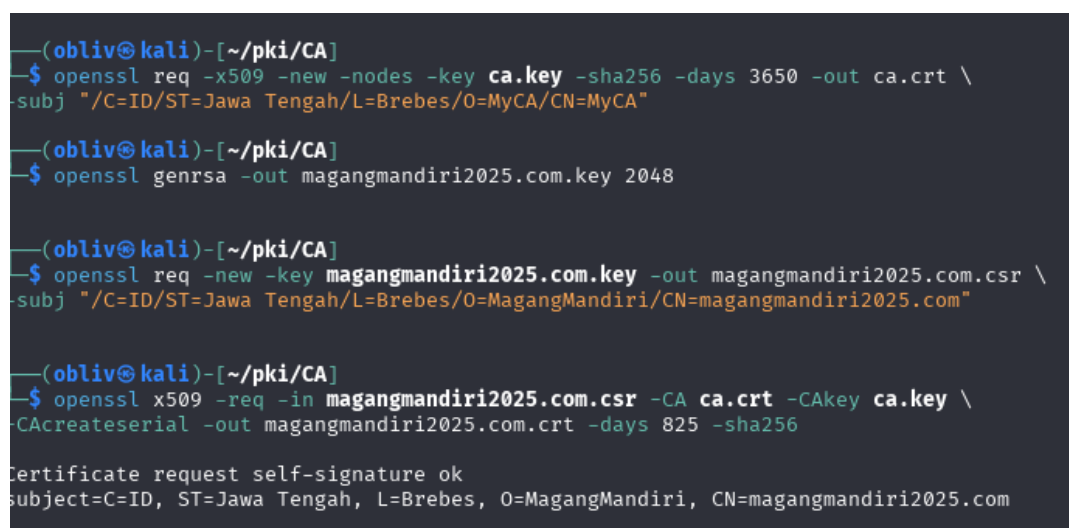 ──(obliv㉿kali)-[~/pki/CA]
└─$ openssl req -x509 -new -nodes -key ca.key -sha256 -days 3650 -out ca.crt \
-subj "/C=ID/ST=Jawa Tengah/L=Brebes/O=MyCA/CN=MyCA"
──(obliv㉿kali)-[~/pki/CA]
└─$ openssl genrsa -out magangmandiri2025.com.key 2048
──(obliv㉿kali)-[~/pki/CA]
└─$ openssl req -new -key magangmandiri2025.com.key -out magangmandiri2025.com.csr \
-subj "/C=ID/ST=Jawa Tengah/L=Brebes/O=MagangMandiri/CN=magangmandiri2025.com"
──(obliv㉿kali)-[~/pki/CA]
└─$ openssl x509 -req -in magangmandiri2025.com.csr -CA ca.crt -CAkey ca.key \
-CAcreateserial -out magangmandiri2025.com.crt -days 825 -sha256
Certificate request self-signature ok
subject=C=ID, ST=Jawa Tengah, L=Brebes, O=MagangMandiri, CN=magangmandiri2025.com